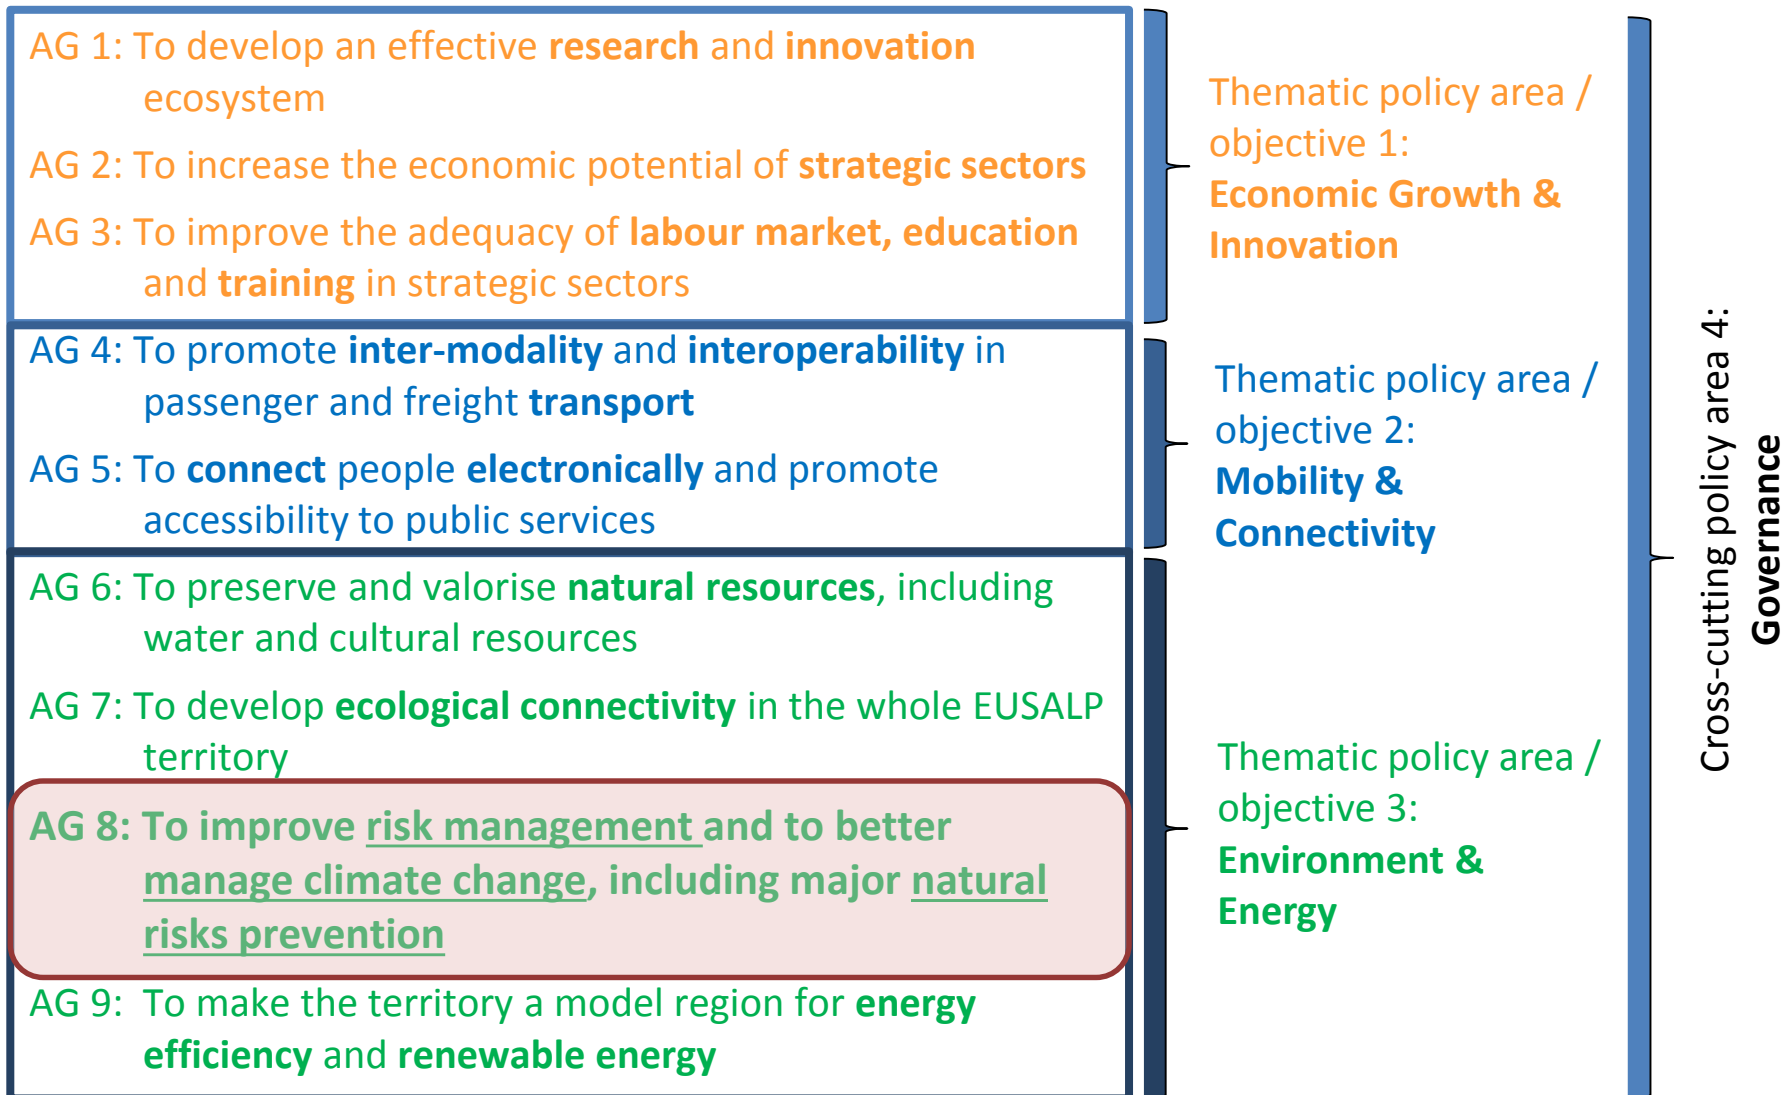 AG 1: To develop an effective research and innovation
ecosystem
AG 2: To increase the economic potential of strategic sectors
AG 3: To improve the adequacy of labour market, education
and training in strategic sectors
AG 4: To promote inter-modality and interoperability in
passenger and freight transport
AG 5: To connect people electronically and promote
accessibility to public services
AG 6: To preserve and valorise natural resources, including
water and cultural resources
AG 7: To develop ecological connectivity in the whole EUSALP
territory
AG 8: To improve risk management and to better
manage climate change, including major natural
risks prevention
AG 9: To make the territory a model region for energy
efficiency and renewable energy
Thematic policy area /
objective 1:
Economic Growth &
Innovation
Thematic policy area /
objective 2:
Mobility &
Connectivity
Thematic policy area /
objective 3:
Environment &
Energy
Cross-cutting policy area 4:
Governance